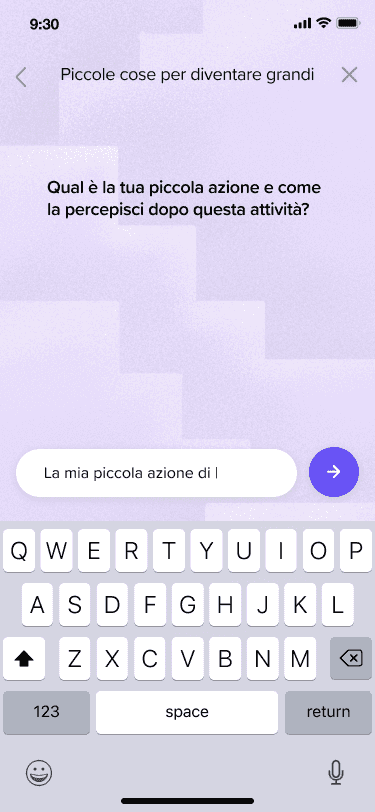 9:30
Piccole cose per diventare grandi
Qual è la tua piccola azione e come
la percepisci dopo questa attività?
La mia piccola azione di
Q W E R T Y U I O P
A S D F G H J K L
Z X C V B N M
123 space return